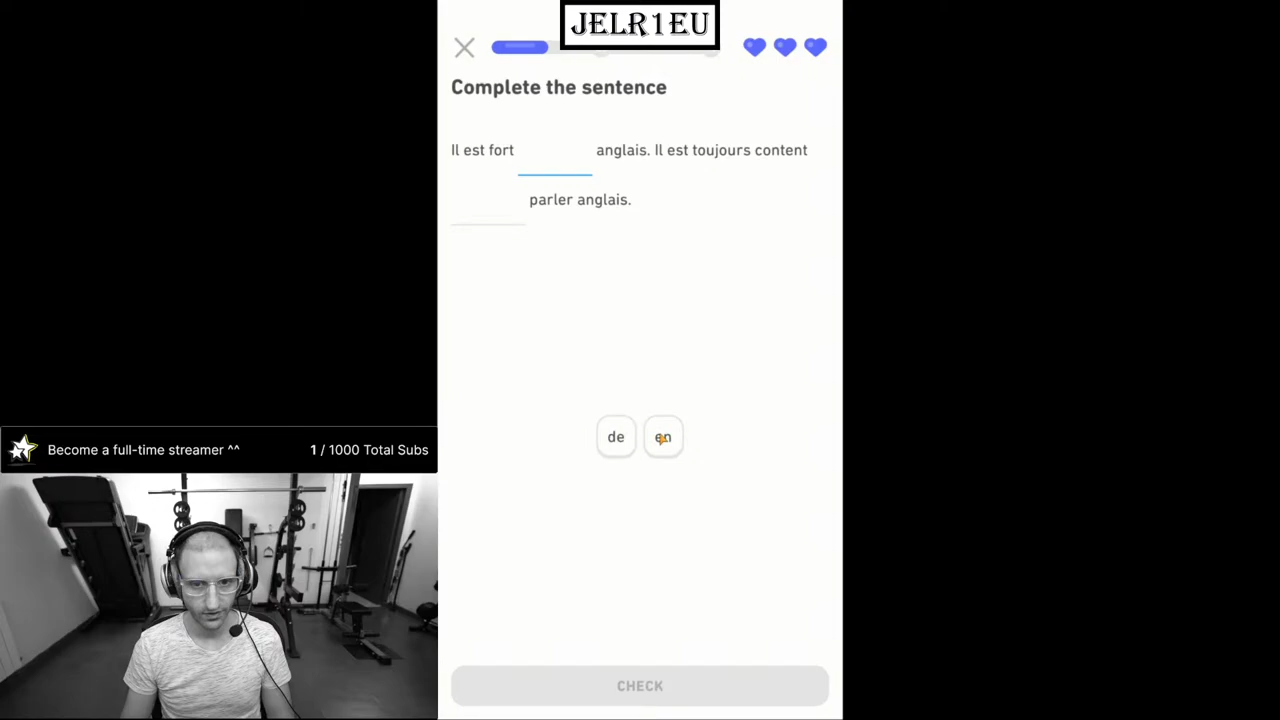 JELR1EU
Complete the sentence
Il est fort anglais. Il est toujours content
parler anglais.
de en
Become a full-time streamer ^^ 1 / 1000 Total Subs
CHECK